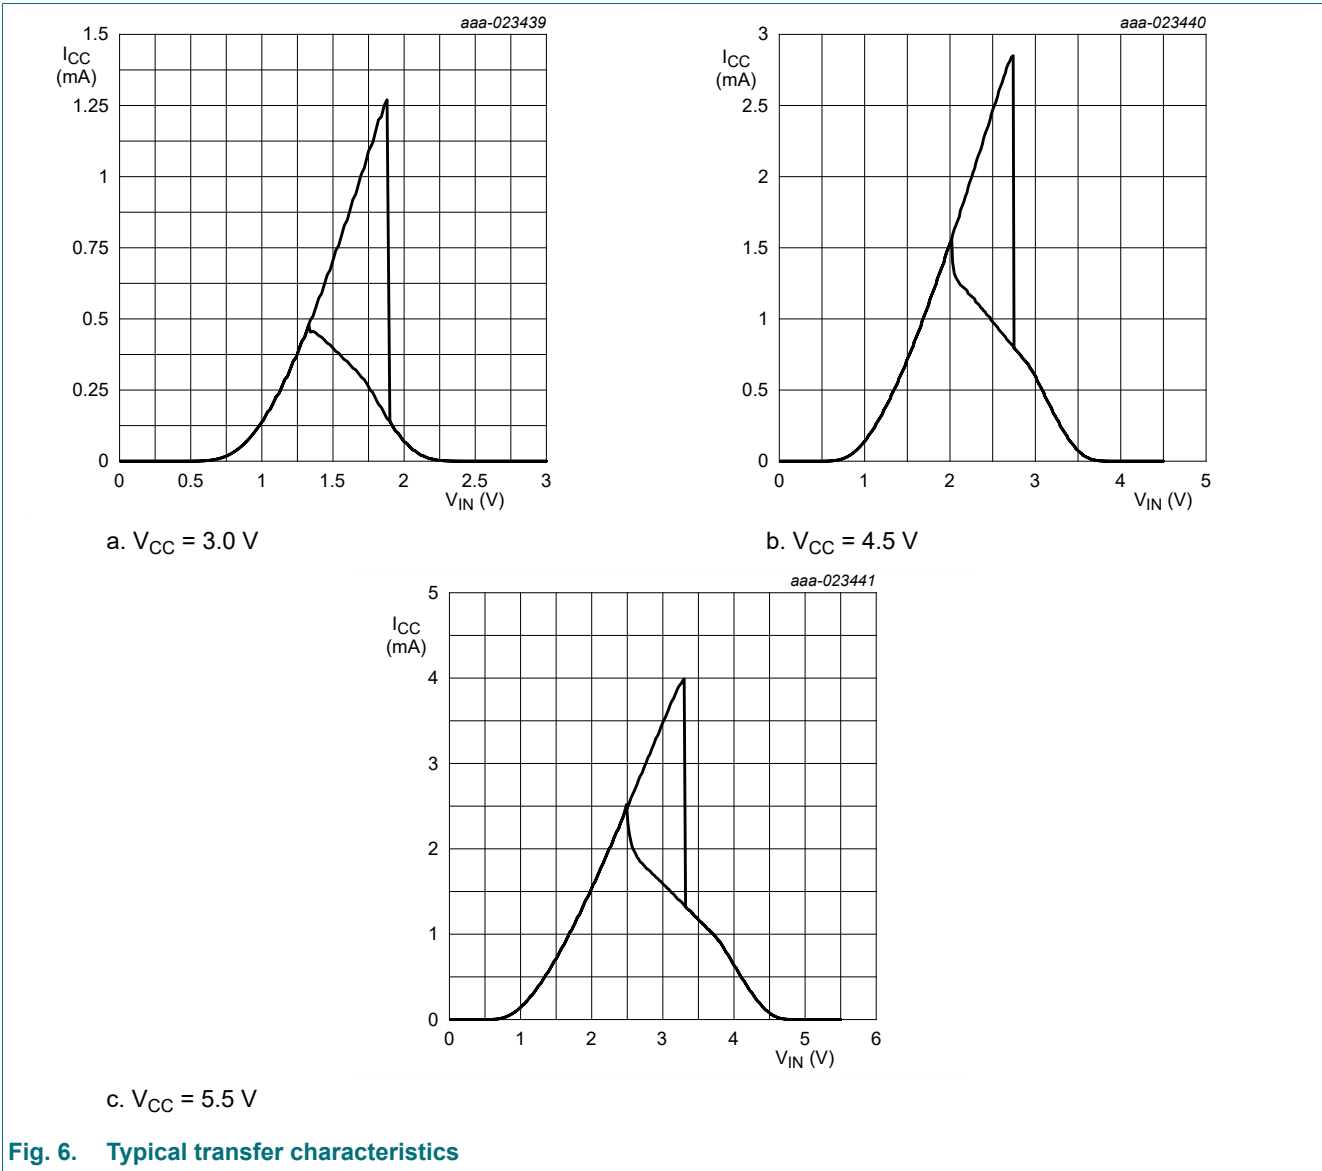 aaa-023439
1.5
ICC
(mA)
1.25
1
0.75
0.5
0.25
0
0 0.5 1 1.5 2 2.5 3
VIN (V)
a. VCC = 3.0 V
aaa-023440
3
ICC
(mA)
2.5
2
1.5
1
0.5
0
0 1 2 3 4 5
VIN (V)
b. VCC = 4.5 V
aaa-023441
5
ICC
(mA)
4
3
2
1
0
0 1 2 3 4 5 6
VIN (V)
c. VCC = 5.5 V
Fig. 6. Typical transfer characteristics